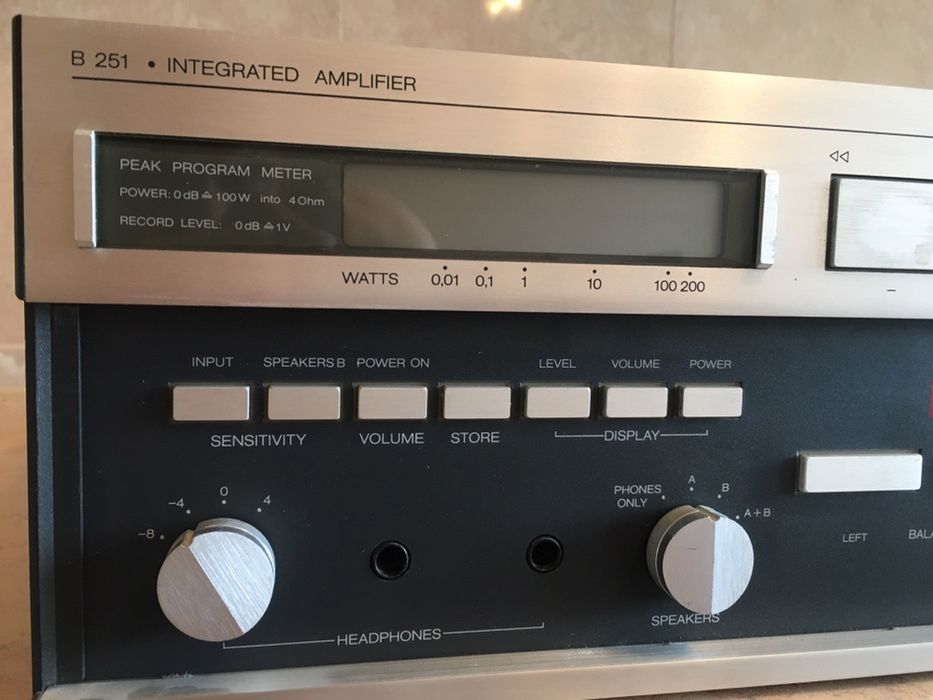 B 251 • INTEGRATED AMPLIFIER
PEAK PROGRAM METER
POWER: 0 dB ≙ 100 W into 4 Ohm
RECORD LEVEL: 0 dB ≙ 1 V
WATTS 0,01 0,1 1 10 100 200
–
INPUT SPEAKERS B POWER ON LEVEL VOLUME POWER
SENSITIVITY VOLUME STORE DISPLAY
-8 -4 0 4
PHONES ONLY A B A+B
LEFT
HEADPHONES
SPEAKERS